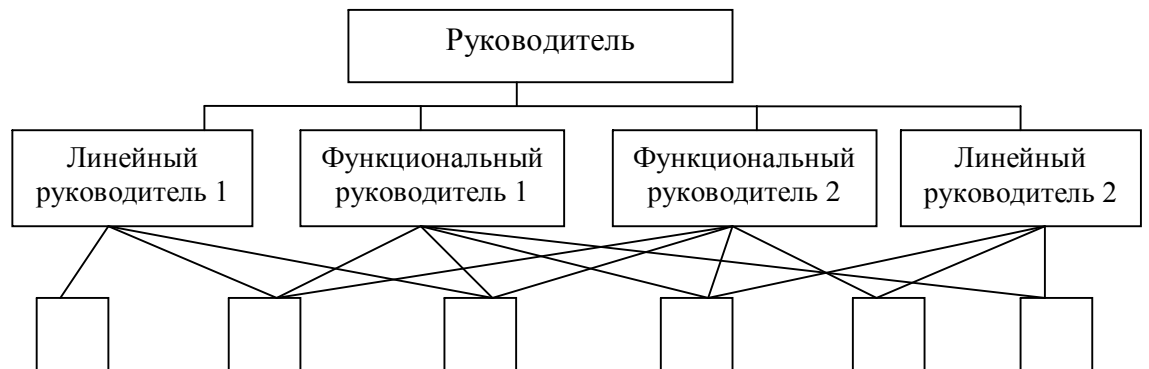 Руководитель
Линейный
руководитель 1
Функциональный
руководитель 1
Функциональный
руководитель 2
Линейный
руководитель 2